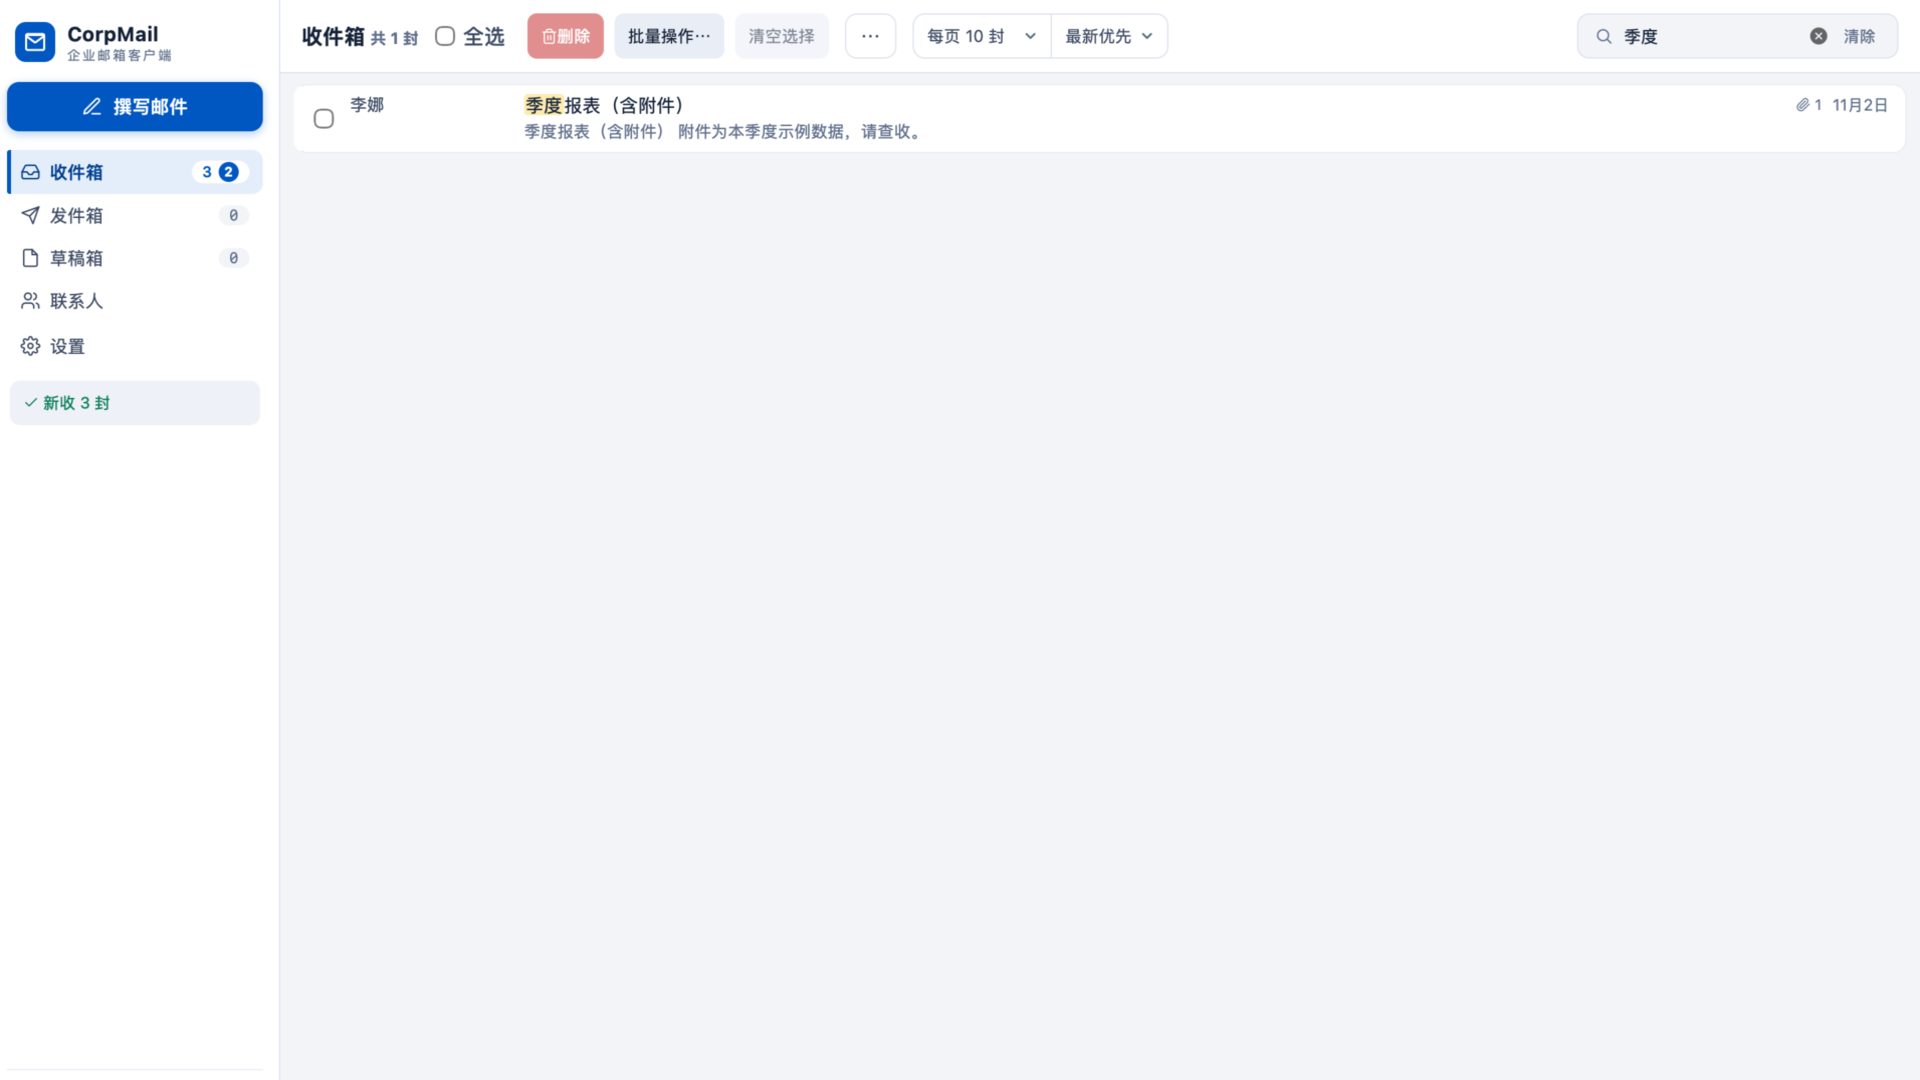 CorpMail
企业邮箱客户端
撰写邮件
收件箱 3 2
发件箱 0
草稿箱 0
联系人
设置
新收 3 封
收件箱 共 1 封 全选 删除 批量操作··· 清空选择 ··· 每页 10 封 最新优先 季度 清除
李娜 季度报表（含附件） 1 11月2日
季度报表（含附件） 附件为本季度示例数据，请查收。